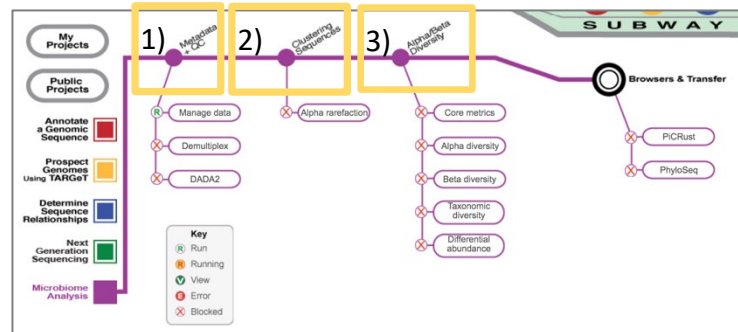 SUBWAY
My
Projects
Public
Projects
1)
Metadata
+ QC
2)
Clustering
Sequences
3)
Alpha/Beta
Diversity
Browsers & Transfer
R
Manage data
Demultiplex
DADA2
Alpha rarefaction
Core metrics
Alpha diversity
Beta diversity
Taxonomic
diversity
Differential
abundance
PiCRust
PhyloSeq
Annotate
a Genomic
Sequence
Prospect
Genomes
Using TARGeT
Determine
Sequence
Relationships
Next
Generation
Sequencing
Microbiome
Analysis
Key
R Run
R Running
V View
E Error
X Blocked